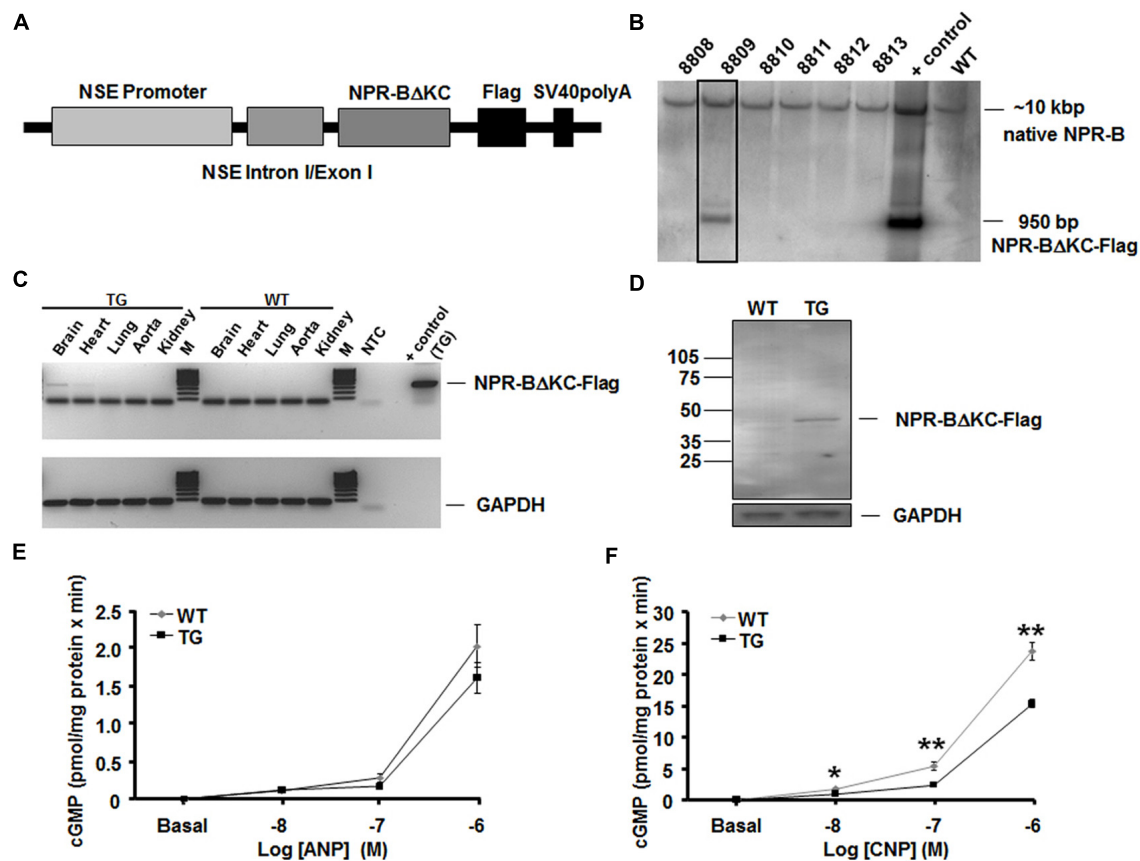 A
NSE Promoter
NPR-BΔKC
Flag
SV40polyA
NSE Intron I/Exon I
B
8808
8809
8810
8811
8812
8813
+ control
WT
~10 kbp
native NPR-B
950 bp
NPR-BΔKC-Flag
C
TG
WT
Brain
Heart
Lung
Aorta
Kidney
M
Brain
Heart
Lung
Aorta
Kidney
M
NTC
+ control
(TG)
NPR-BΔKC-Flag
GAPDH
D
WT TG
105
75
50
35
25
NPR-BΔKC-Flag
GAPDH
E
cGMP (pmol/mg protein x min)
2.5
2.0
1.5
1.0
0.5
0
WT
TG
Basal -8 -7 -6
Log [ANP] (M)
F
cGMP (pmol/mg protein x min)
30
25
20
15
10
5
0
WT
TG
*
**
**
Basal -8 -7 -6
Log [CNP] (M)